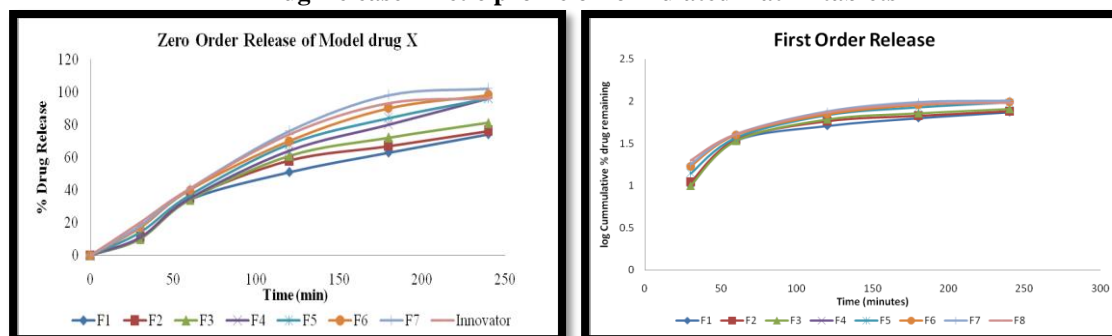 Zero Order Release of Model drug X
% Drug Release
120
100
80
60
40
20
0
0 50 100 150 200 250
Time (min)
F1 F2 F3 F4 F5 F6 F7 Innovator
First Order Release
log Cummulative % drug remaining
2.5
2
1.5
1
0.5
0
0 50 100 150 200 250 300
Time (minutes)
F1 F2 F3 F4 F5 F6 F7 F8